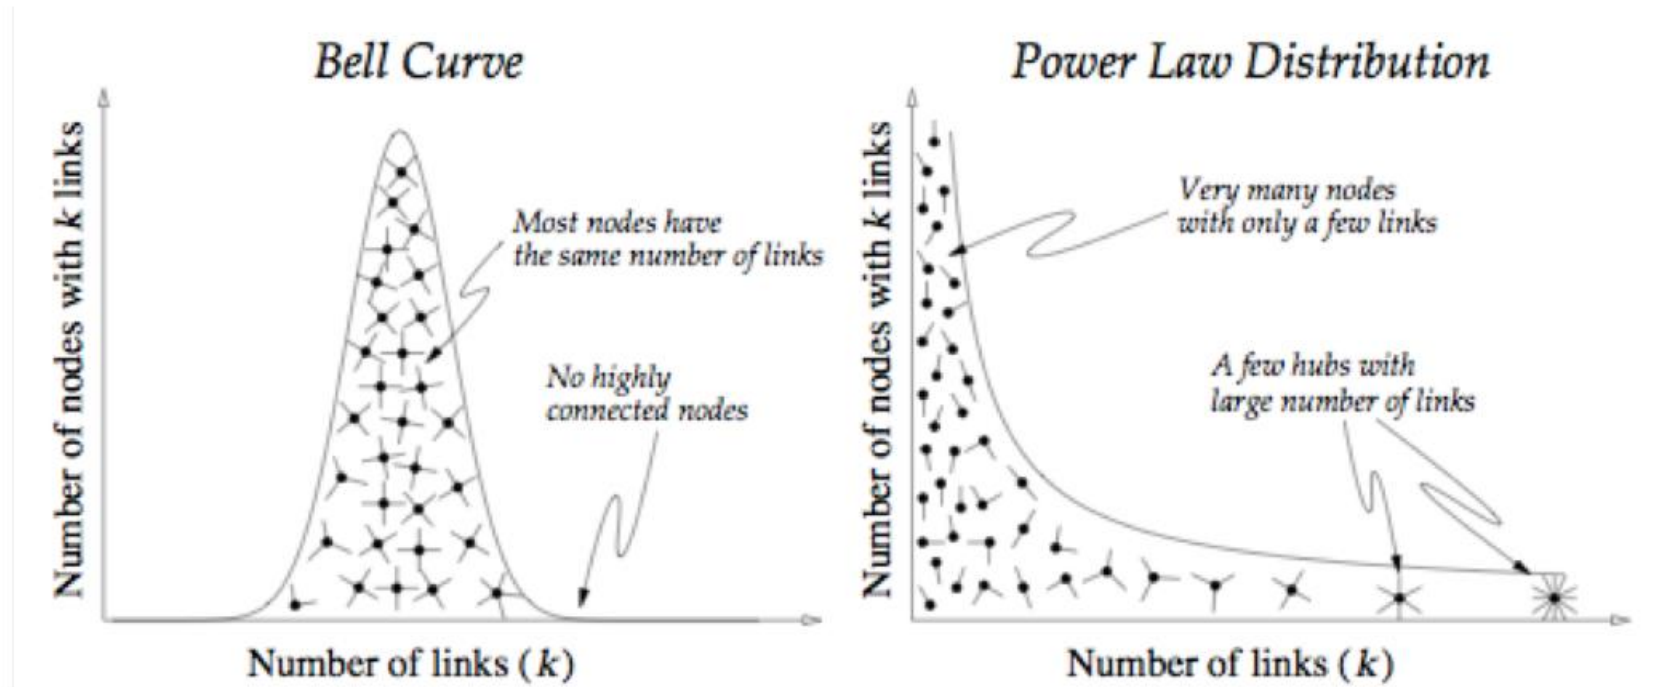 Bell Curve
Number of nodes with k links
Most nodes have
the same number of links
No highly
connected nodes
Number of links (k)
Power Law Distribution
Number of nodes with k links
Very many nodes
with only a few links
A few hubs with
large number of links
Number of links (k)